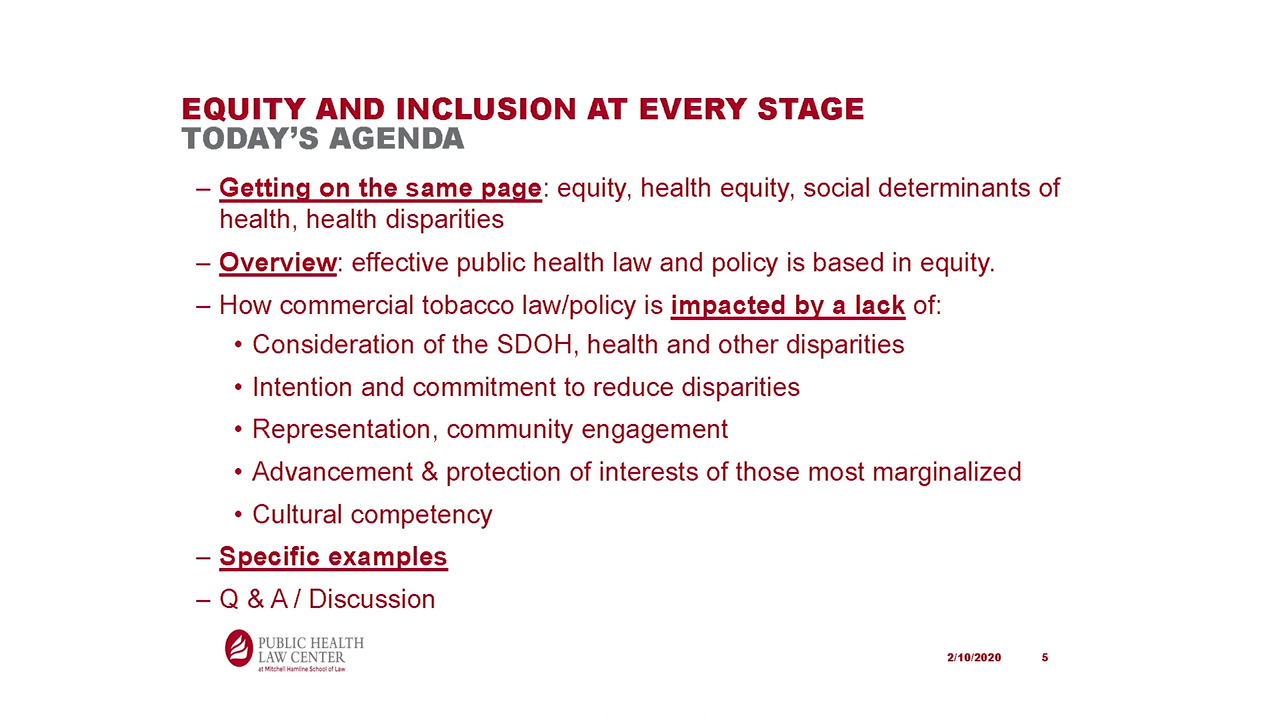 EQUITY AND INCLUSION AT EVERY STAGE
TODAY’S AGENDA
– Getting on the same page: equity, health equity, social determinants of
health, health disparities
– Overview: effective public health law and policy is based in equity.
– How commercial tobacco law/policy is impacted by a lack of:
• Consideration of the SDOH, health and other disparities
• Intention and commitment to reduce disparities
• Representation, community engagement
• Advancement & protection of interests of those most marginalized
• Cultural competency
– Specific examples
– Q & A / Discussion
PUBLIC HEALTH
LAW CENTER
at Mitchell Hamline School of Law
2/10/2020 5